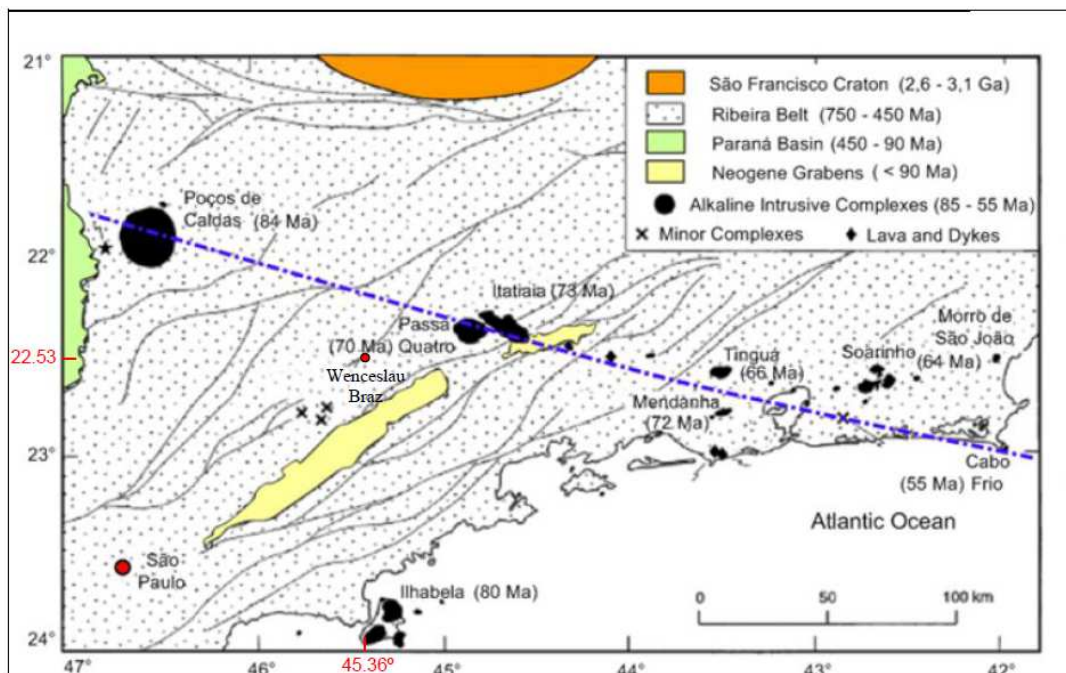 21°
22°
22.53
23°
24°
47°
46°
45.36º
45°
44°
43°
42°
São Francisco Craton (2,6 - 3,1 Ga)
Ribeira Belt (750 - 450 Ma)
Paraná Basin (450 - 90 Ma)
Neogene Grabens ( < 90 Ma)
Alkaline Intrusive Complexes (85 - 55 Ma)
Minor Complexes
Lava and Dykes
Poços de
Caldas (84 Ma)
Itatiaia (73 Ma)
Passa
(70 Ma) Quatro
Wenceslau
Braz
Morro de
São João
Soarinho
(64 Ma)
Tinguá
(66 Ma)
Mendanha
(72 Ma)
Cabo
(55 Ma) Frio
Atlantic Ocean
São
Paulo
Ilhabela (80 Ma)
0 50 100 km